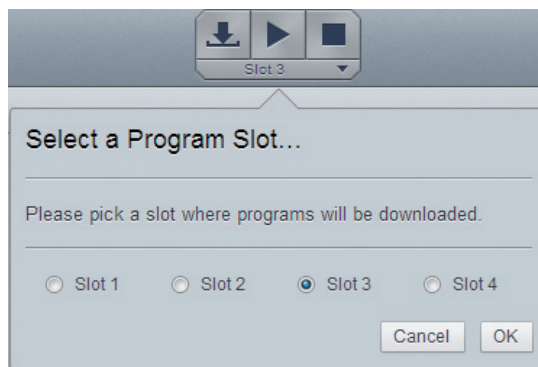 Slot 3
Select a Program Slot...
Please pick a slot where programs will be downloaded.
Slot 1 Slot 2 Slot 3 Slot 4
Cancel OK